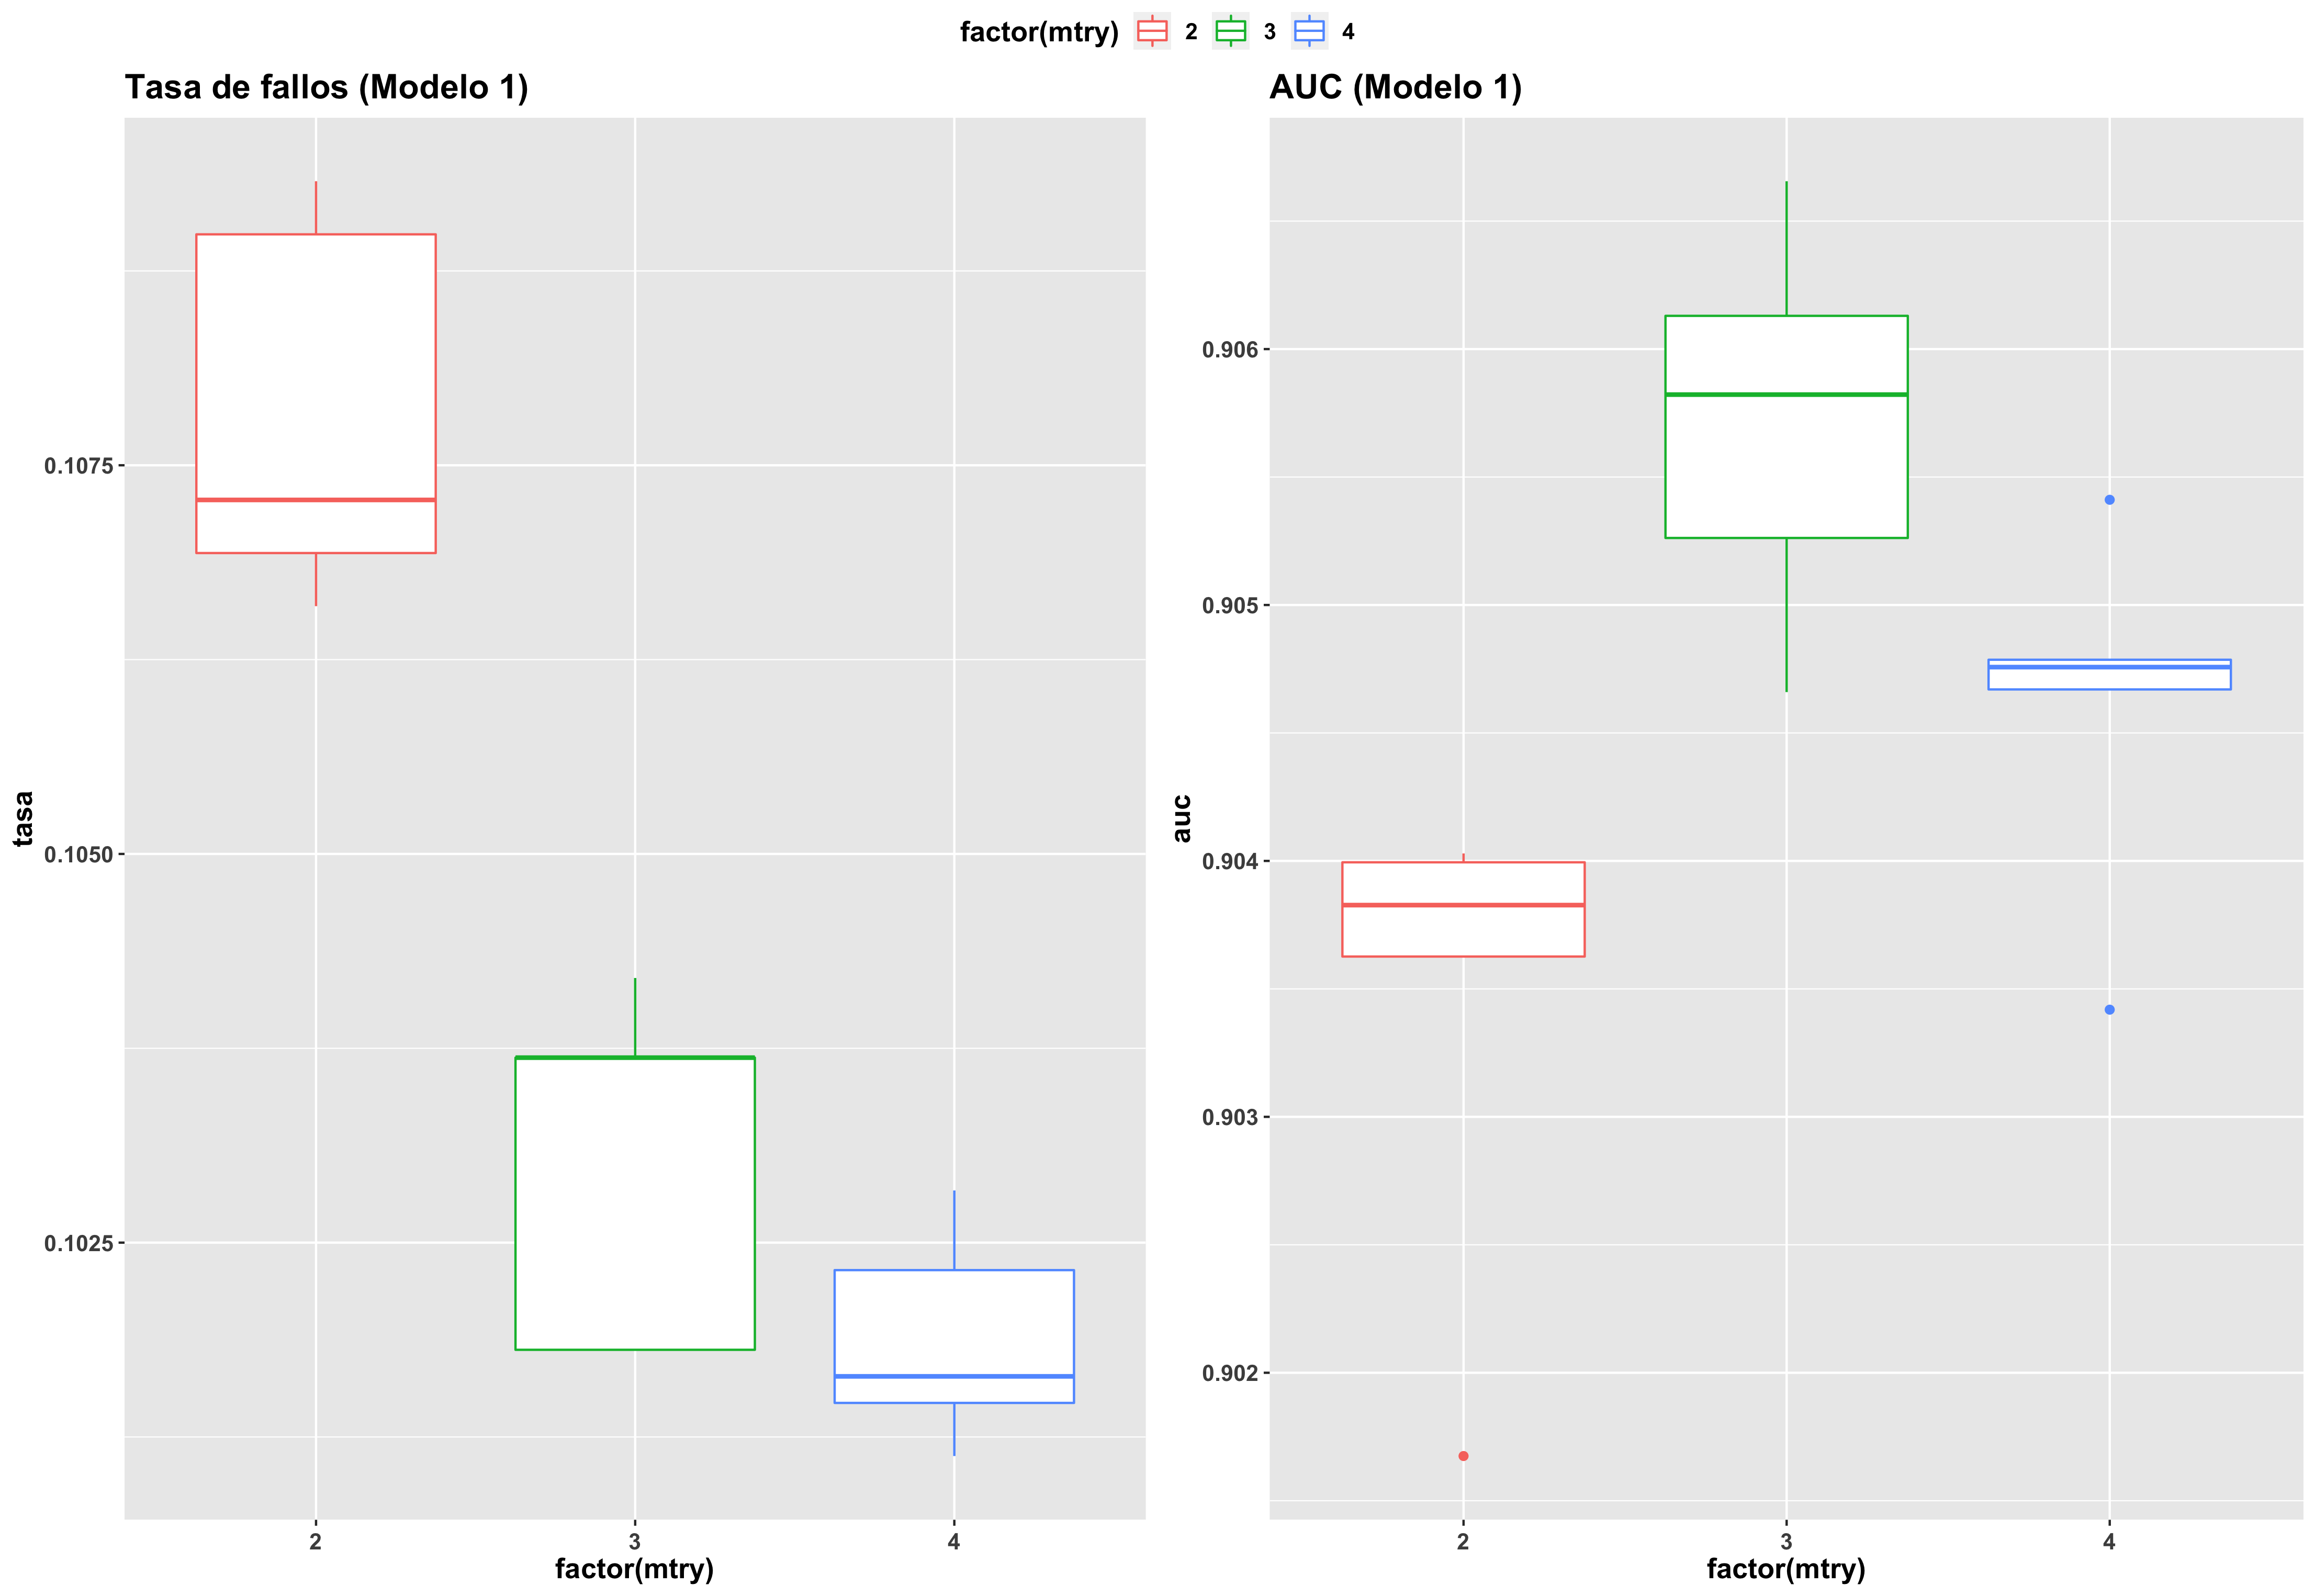 factor(mtry) 2 3 4
Tasa de fallos (Modelo 1)
tasa
0.1075
0.1050
0.1025
2 3 4
factor(mtry)
AUC (Modelo 1)
auc
0.906
0.905
0.904
0.903
0.902
2 3 4
factor(mtry)